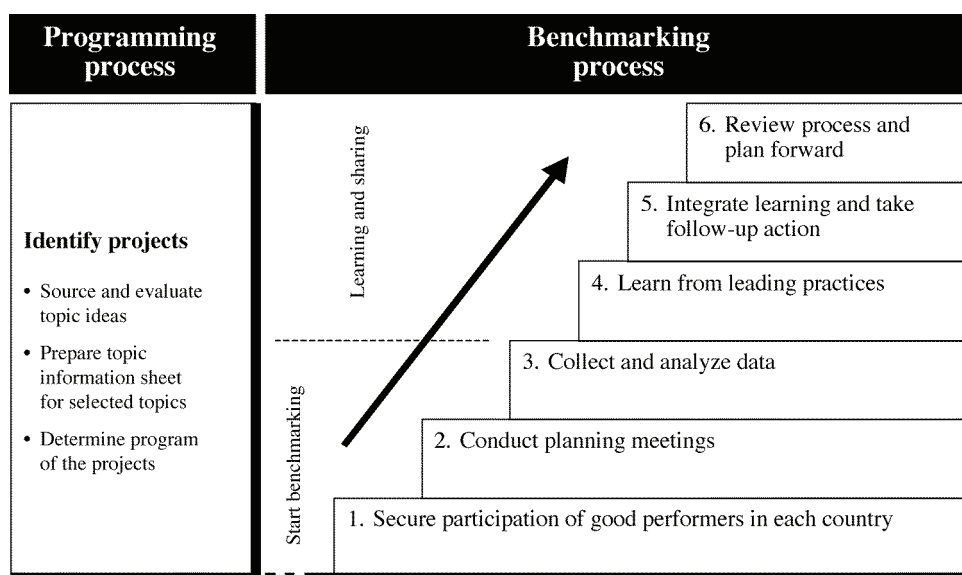 Programming
process
Benchmarking
process
Identify projects
• Source and evaluate
topic ideas
• Prepare topic
information sheet
for selected topics
• Determine program
of the projects
Learning and sharing
Start benchmarking
6. Review process and
plan forward
5. Integrate learning and take
follow-up action
4. Learn from leading practices
3. Collect and analyze data
2. Conduct planning meetings
1. Secure participation of good performers in each country